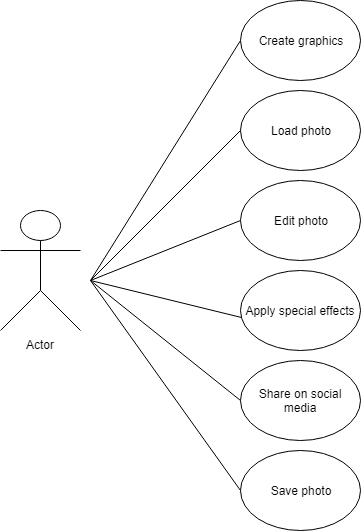 Create graphics
Load photo
Edit photo
Apply special effects
Actor
Share on social
media
Save photo